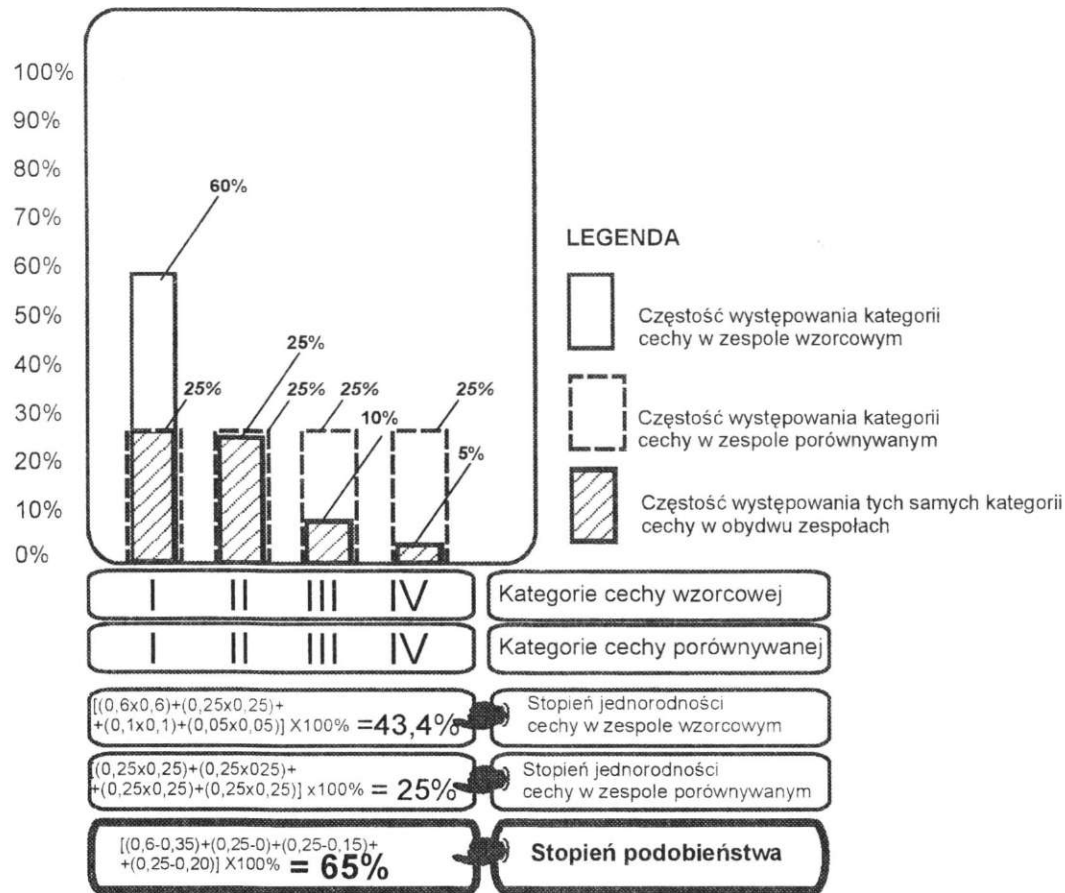 100%
90%
80%
70%
60%
50%
40%
30%
20%
10%
0%
60%
25%
25%
25%
25%
10%
25%
5%
LEGENDA
Częstość występowania kategorii
cechy w zespole wzorcowym
Częstość występowania kategorii
cechy w zespole porównywanym
Częstość występowania tych samych kategorii
cechy w obydwu zespołach
I II III IV
Kategorie cechy wzorcowej
I II III IV
Kategorie cechy porównywanej
[(0,6x0,6)+(0,25x0,25)+
+(0,1x0,1)+(0,05x0,05)] X100% =43,4%
Stopień jednorodności
cechy w zespole wzorcowym
[(0,25x0,25)+(0,25x025)+
+(0,25x0,25)+(0,25x0,25)] x100% = 25%
Stopień jednorodności
cechy w zespole porównywanym
[(0,6-0,35)+(0,25-0)+(0,25-0,15)+
+(0,25-0,20)] X100% = 65%
Stopień podobieństwa